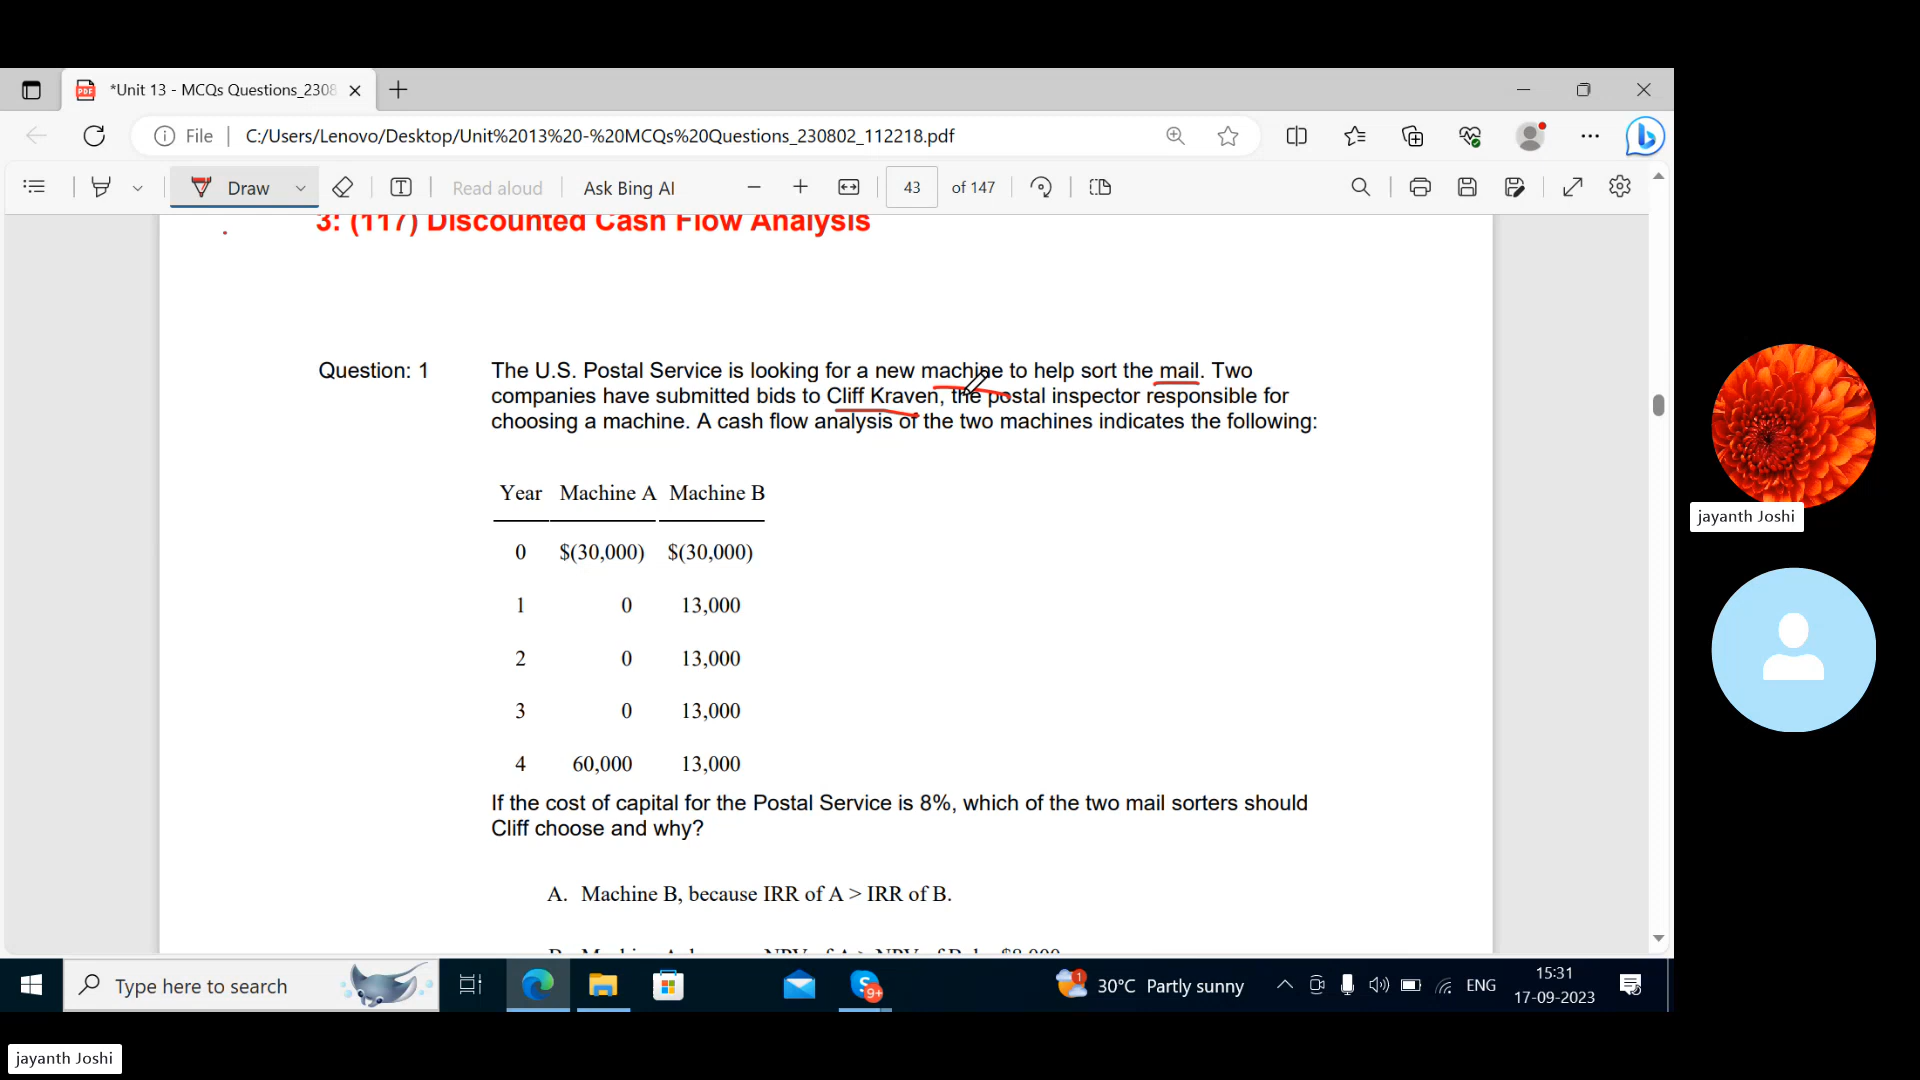 *Unit 13 - MCQs Questions_2308
File
C:/Users/Lenovo/Desktop/Unit%2013%20-%20MCQs%20Questions_230802_112218.pdf
Draw
Read aloud
Ask Bing AI
43
of 147
3: (117) Discounted Cash Flow Analysis
Question: 1
The U.S. Postal Service is looking for a new machine to help sort the mail. Two
companies have submitted bids to Cliff Kraven, the postal inspector responsible for
choosing a machine. A cash flow analysis of the two machines indicates the following:
Year Machine A Machine B
0 $(30,000) $(30,000)
1 0 13,000
2 0 13,000
3 0 13,000
4 60,000 13,000
If the cost of capital for the Postal Service is 8%, which of the two mail sorters should
Cliff choose and why?
A. Machine B, because IRR of A > IRR of B.
jayanth Joshi
Type here to search
9+
1
30°C Partly sunny
ENG
15:31
17-09-2023
jayanth Joshi